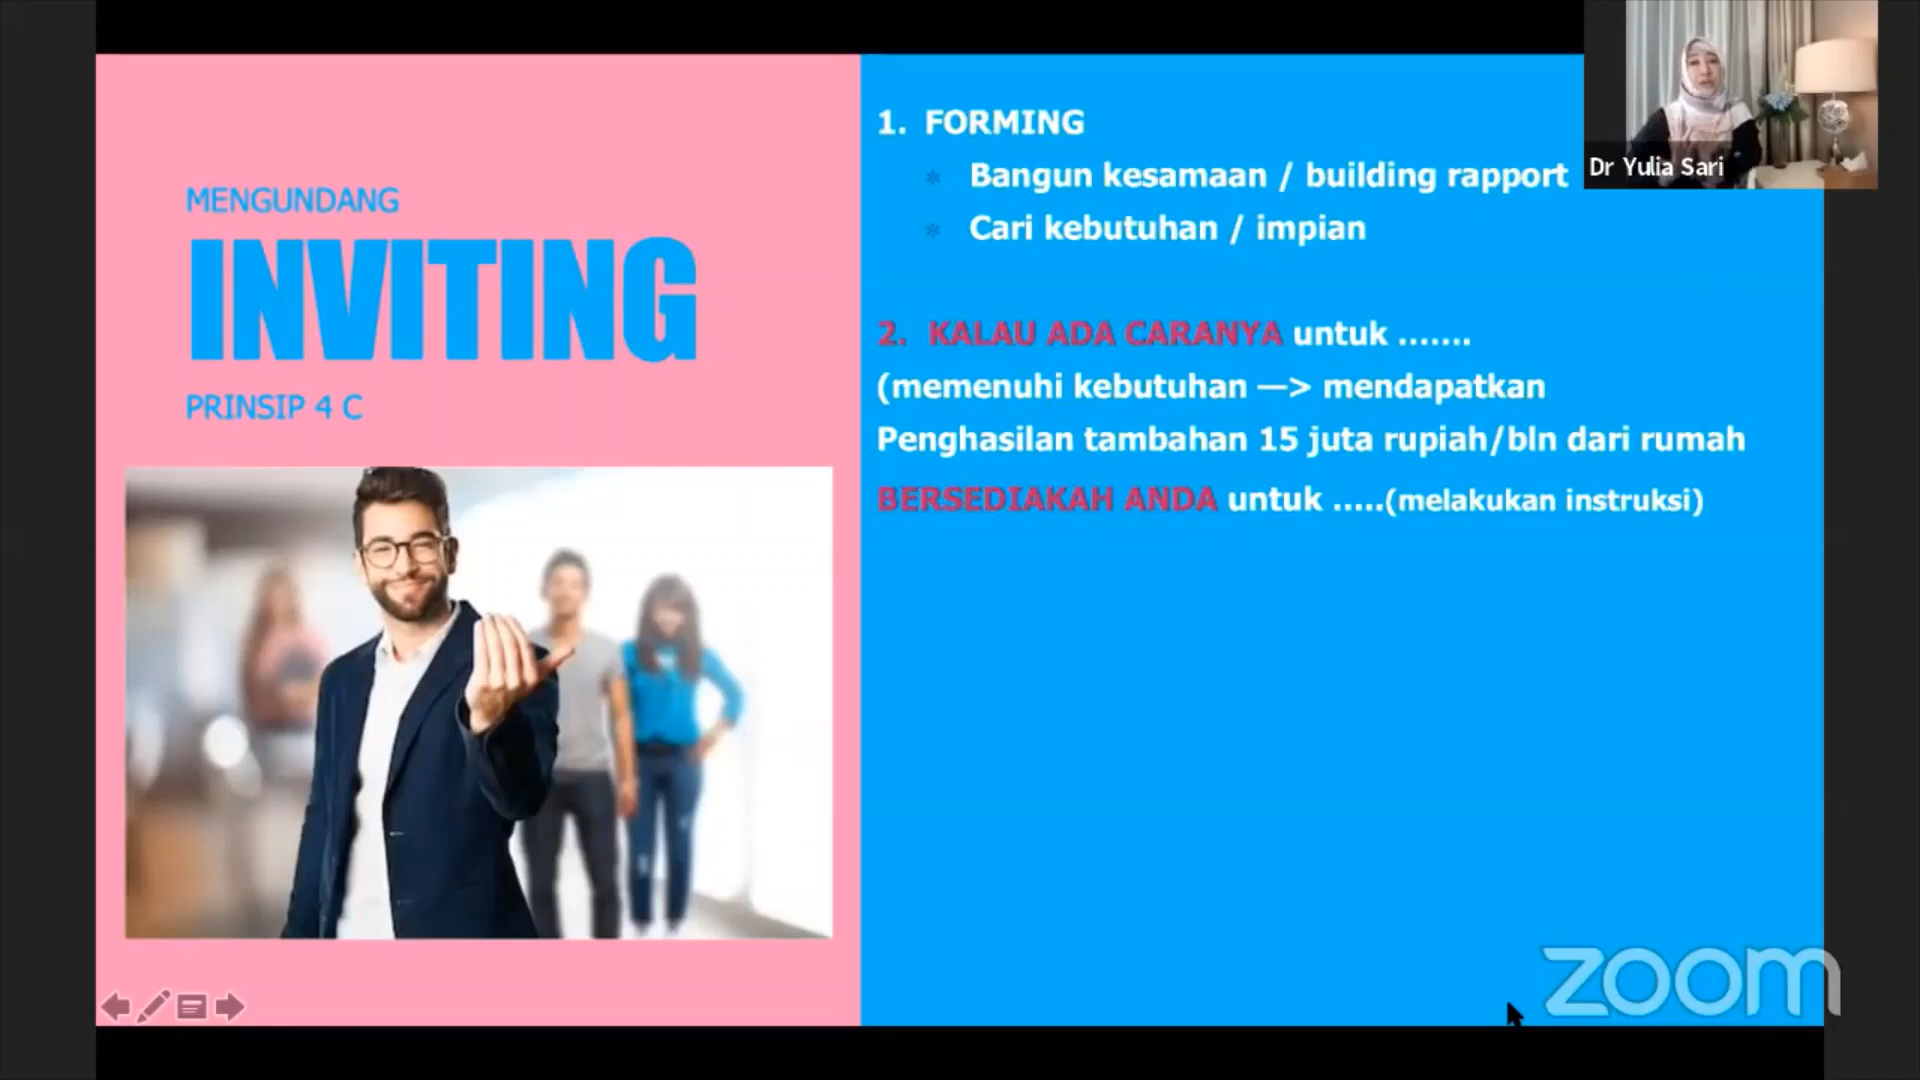 MENGUNDANG
INVITING
PRINSIP 4 C
1. FORMING
Bangun kesamaan / building rapport
Cari kebutuhan / impian
2. KALAU ADA CARANYA untuk .......
(memenuhi kebutuhan —> mendapatkan
Penghasilan tambahan 15 juta rupiah/bln dari rumah
BERSEDIAKAH ANDA untuk .....(melakukan instruksi)
Dr Yulia Sari
zoom